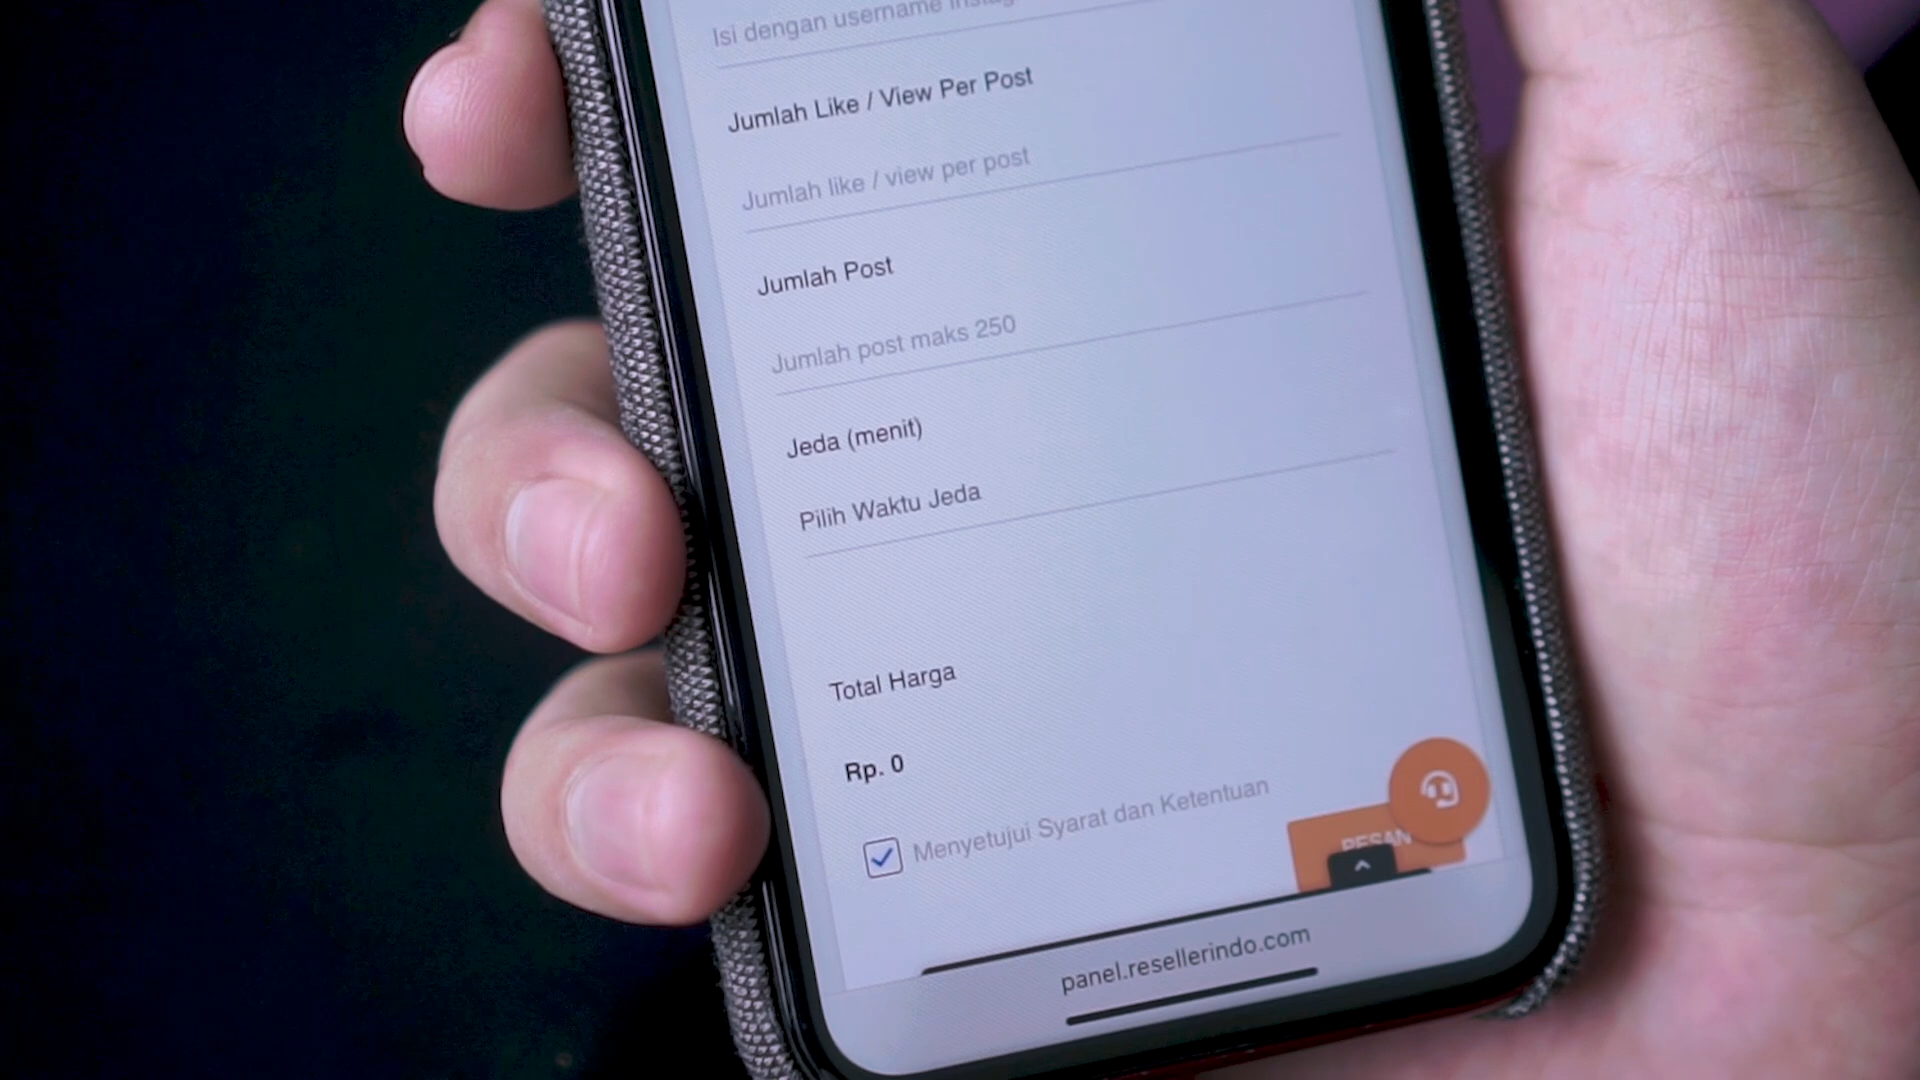 Isi dengan username
Jumlah Like / View Per Post
Jumlah like / view per post
Jumlah Post
Jumlah post maks 250
Jeda (menit)
Pilih Waktu Jeda
Total Harga
Rp. 0
Menyetujui Syarat dan Ketentuan
PESAN
panel.resellerindo.com